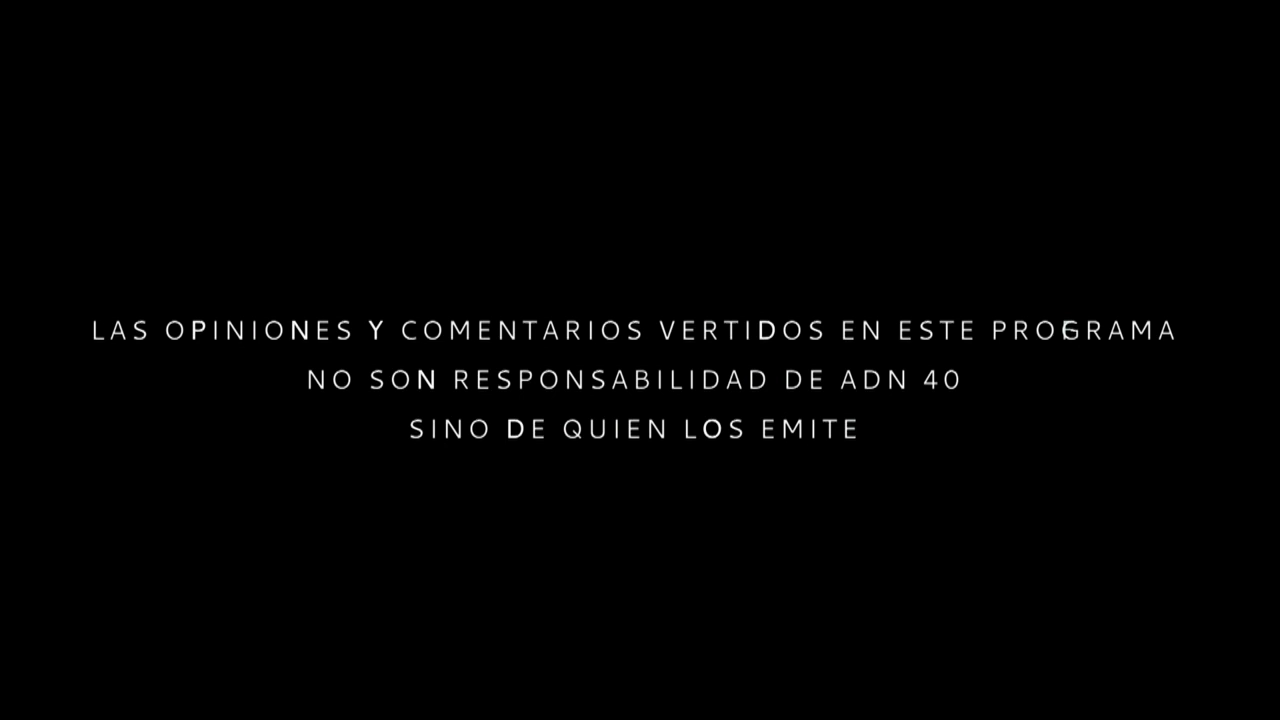 LAS OPINIONES Y COMENTARIOS VERTIDOS EN ESTE PROGRAMA
NO SON RESPONSABILIDAD DE ADN 40
SINO DE QUIEN LOS EMITE